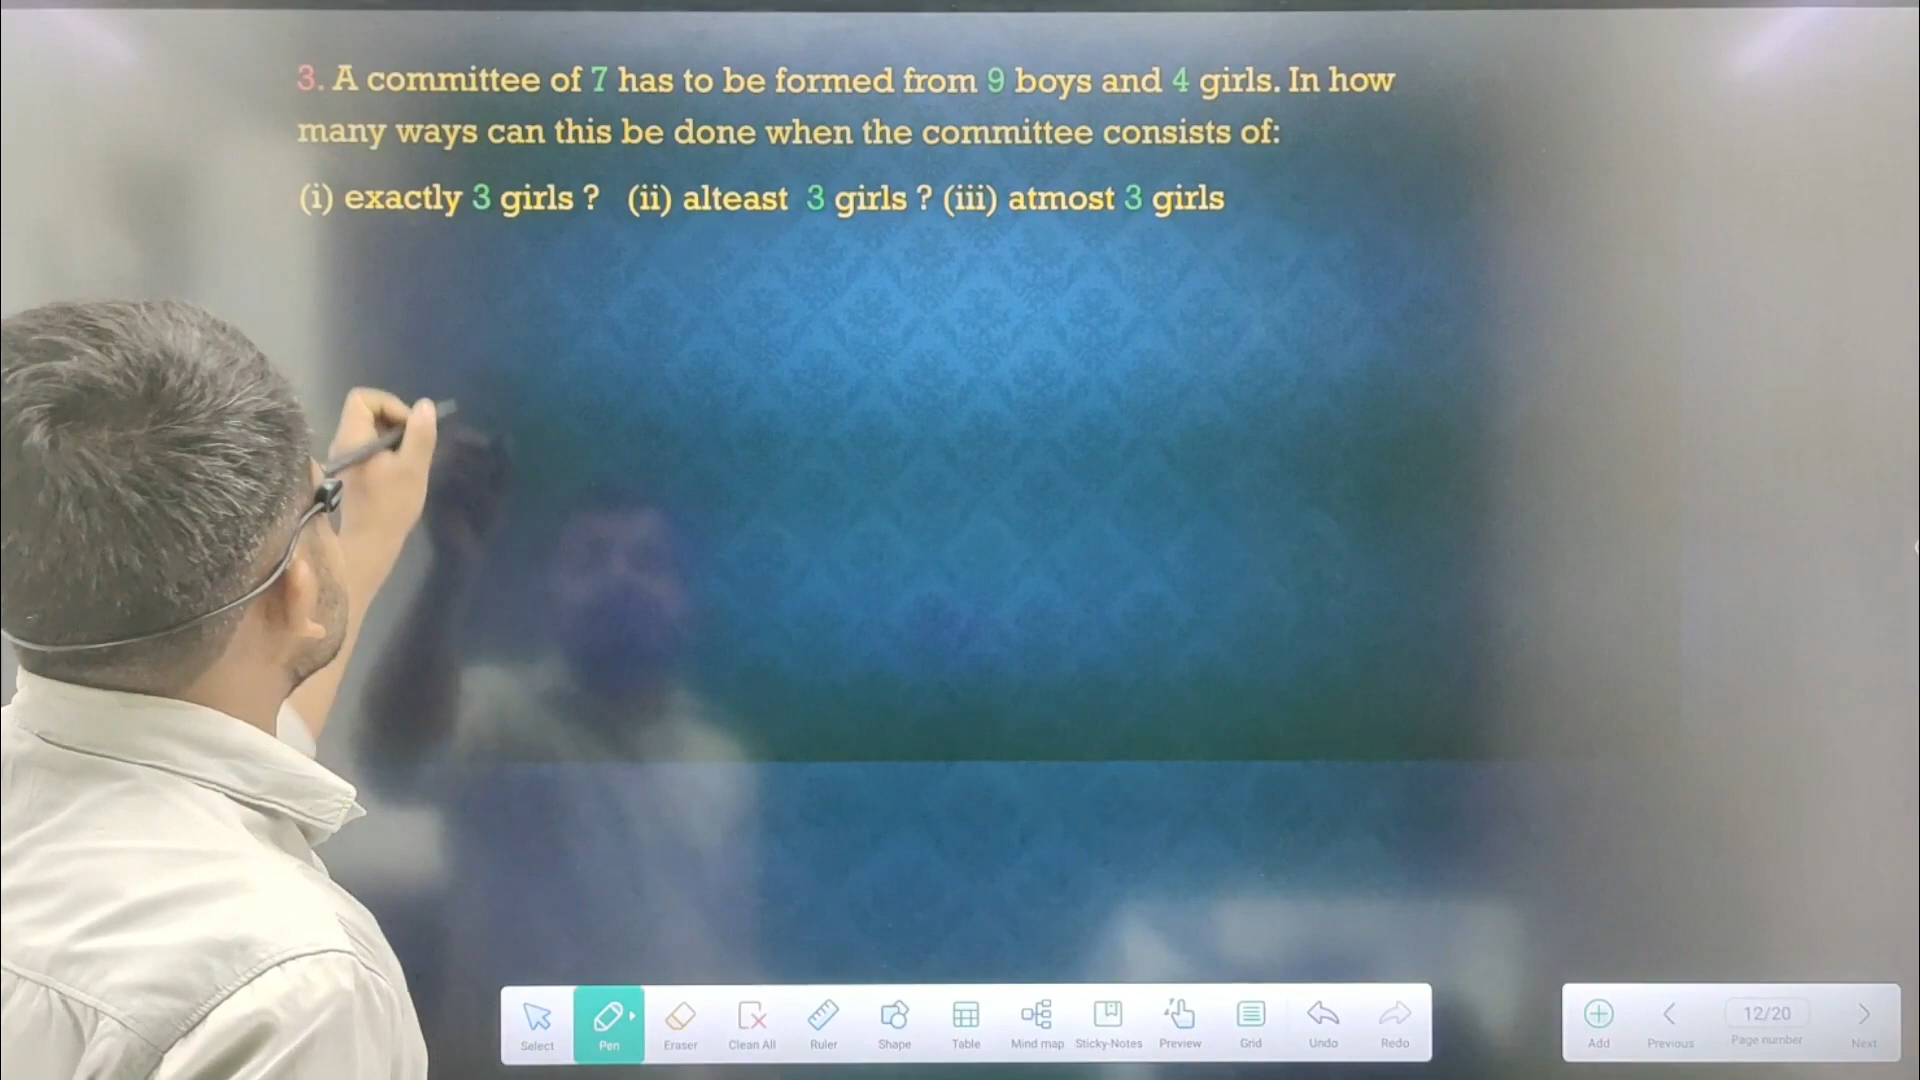 3. A committee of 7 has to be formed from 9 boys and 4 girls. In how
many ways can this be done when the committee consists of:
(i) exactly 3 girls ? (ii) alteast 3 girls ? (iii) atmost 3 girls
Select Pen Eraser Clean All Ruler Shape Table Mind map Sticky-Notes Preview Grid Undo Redo
Add Previous 12/20 Page number Next